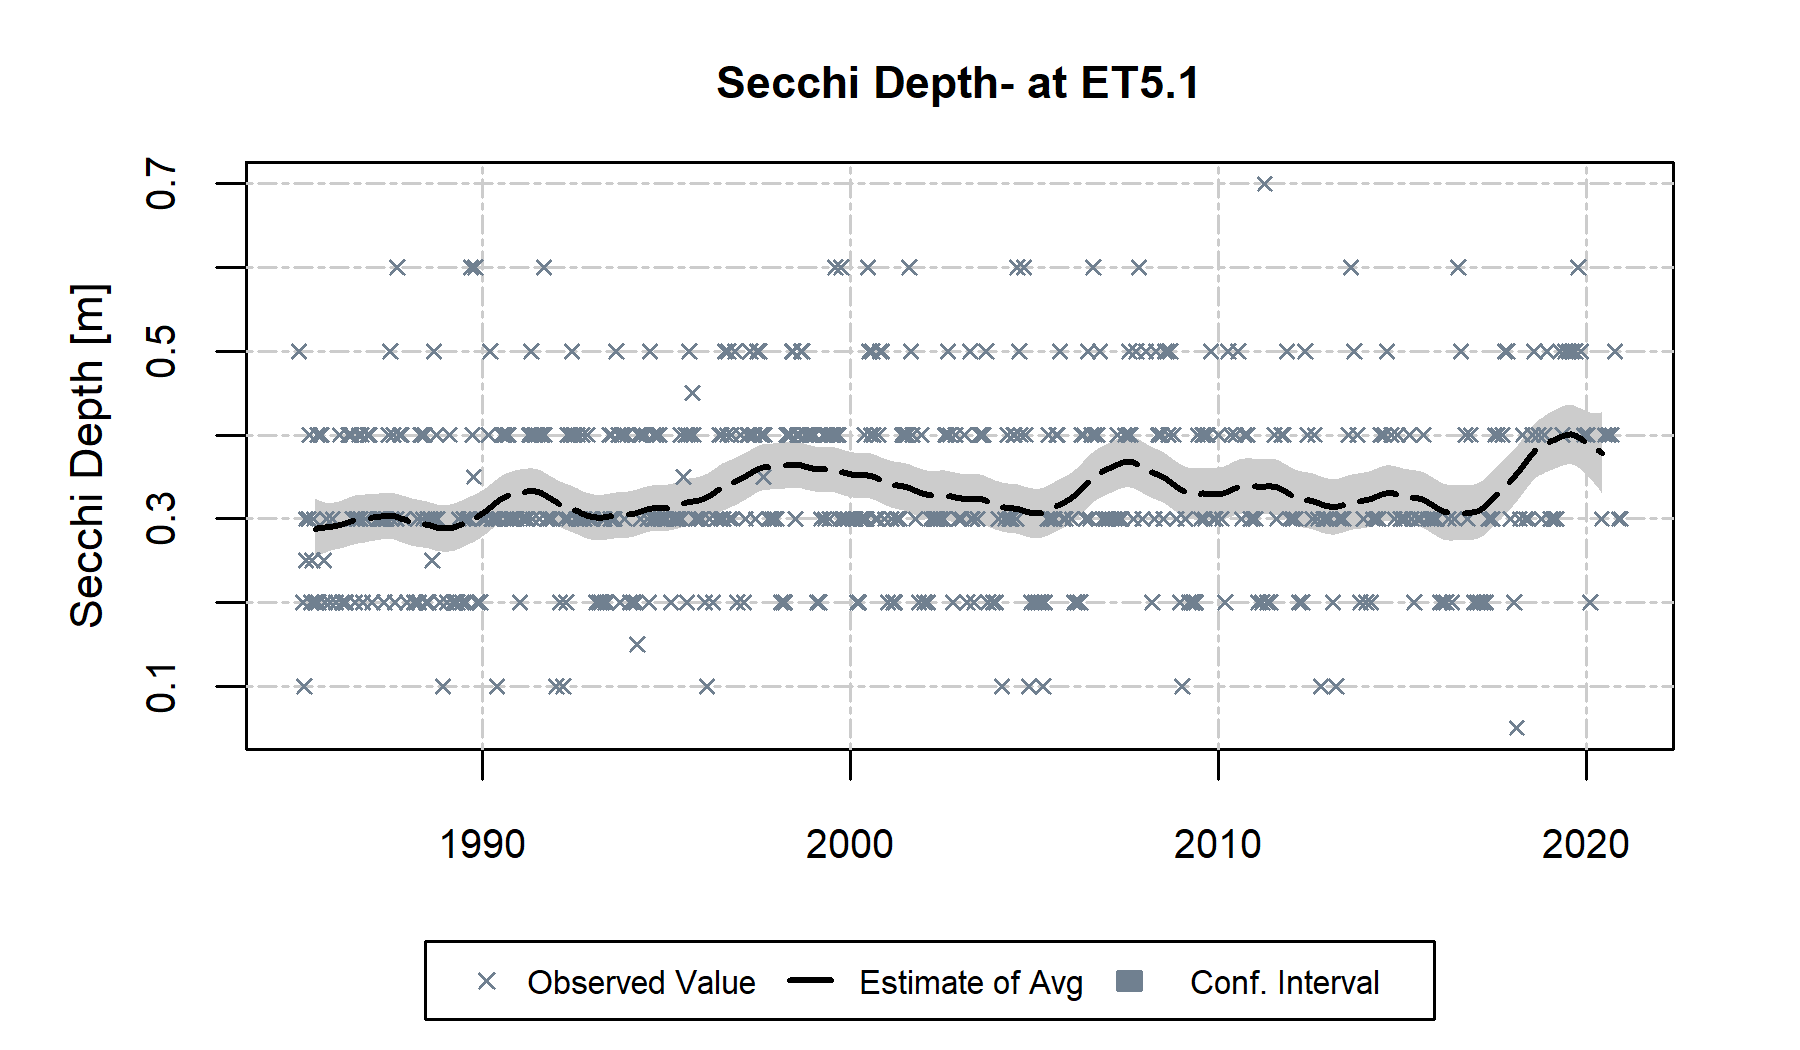 Secchi Depth- at ET5.1
Secchi Depth [m]
0.7
0.5
0.3
0.1
1990 2000 2010 2020
Observed Value Estimate of Avg Conf. Interval